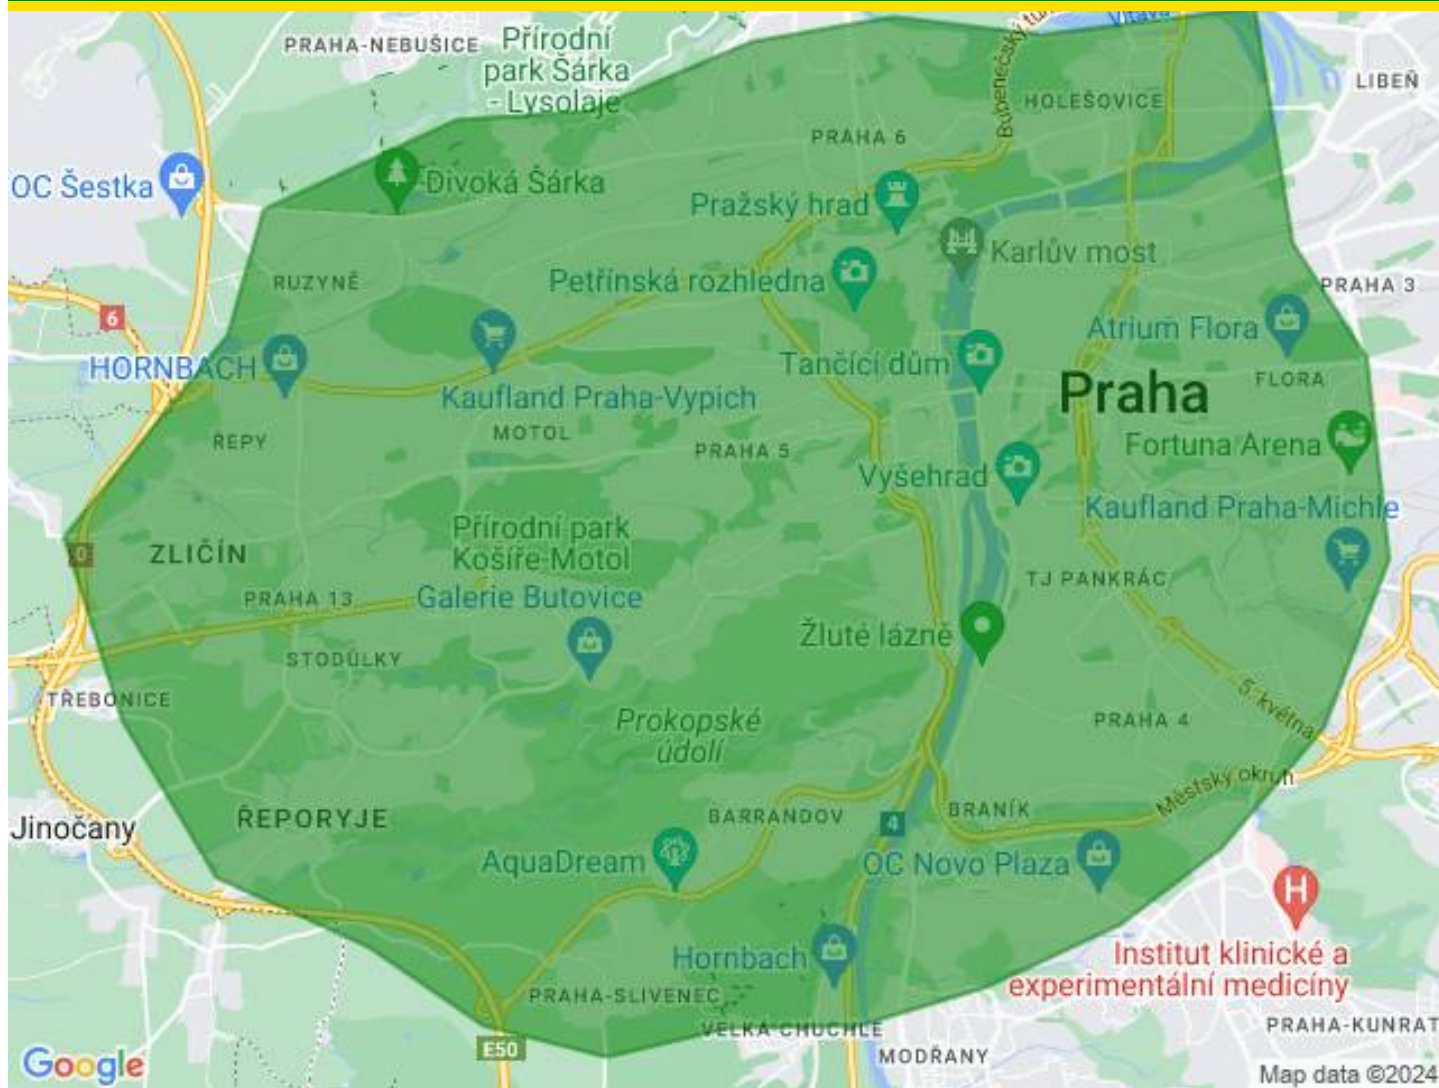 Vltava
PRAHA-NEBUŠICE
Přírodní
park Šárka
- Lysolaje
LIBEŇ
HOLEŠOVICE
PRAHA 6
OC Šestka
Divoká Šárka
Pražský hrad
Karlův most
RUZYNĚ
Petřínská rozhledna
PRAHA 3
6
Atrium Flora
HORNBACH
Tančící dům
FLORA
Kaufland Praha-Vypich
Praha
ŘEPY
MOTOL
PRAHA 5
Fortuna Arena
Vyšehrad
Kaufland Praha-Michle
Přírodní park
Košíře-Motol
ZLIČÍN
0
TJ PANKRÁC
PRAHA 13
Galerie Butovice
Žluté lázně
STODŮLKY
TŘEBONICE
5. května
Prokopské
údolí
PRAHA 4
Městský okruh
ŘEPORYJE
BARRANDOV
BRANÍK
4
Jinočany
AquaDream
OC Novo Plaza
H
Hornbach
Institut klinické a
experimentální medicíny
PRAHA-SLIVENEC
VELKÁ CHUCHLE
PRAHA-KUNRAT
E50
MODŘANY
Google
Map data ©2024